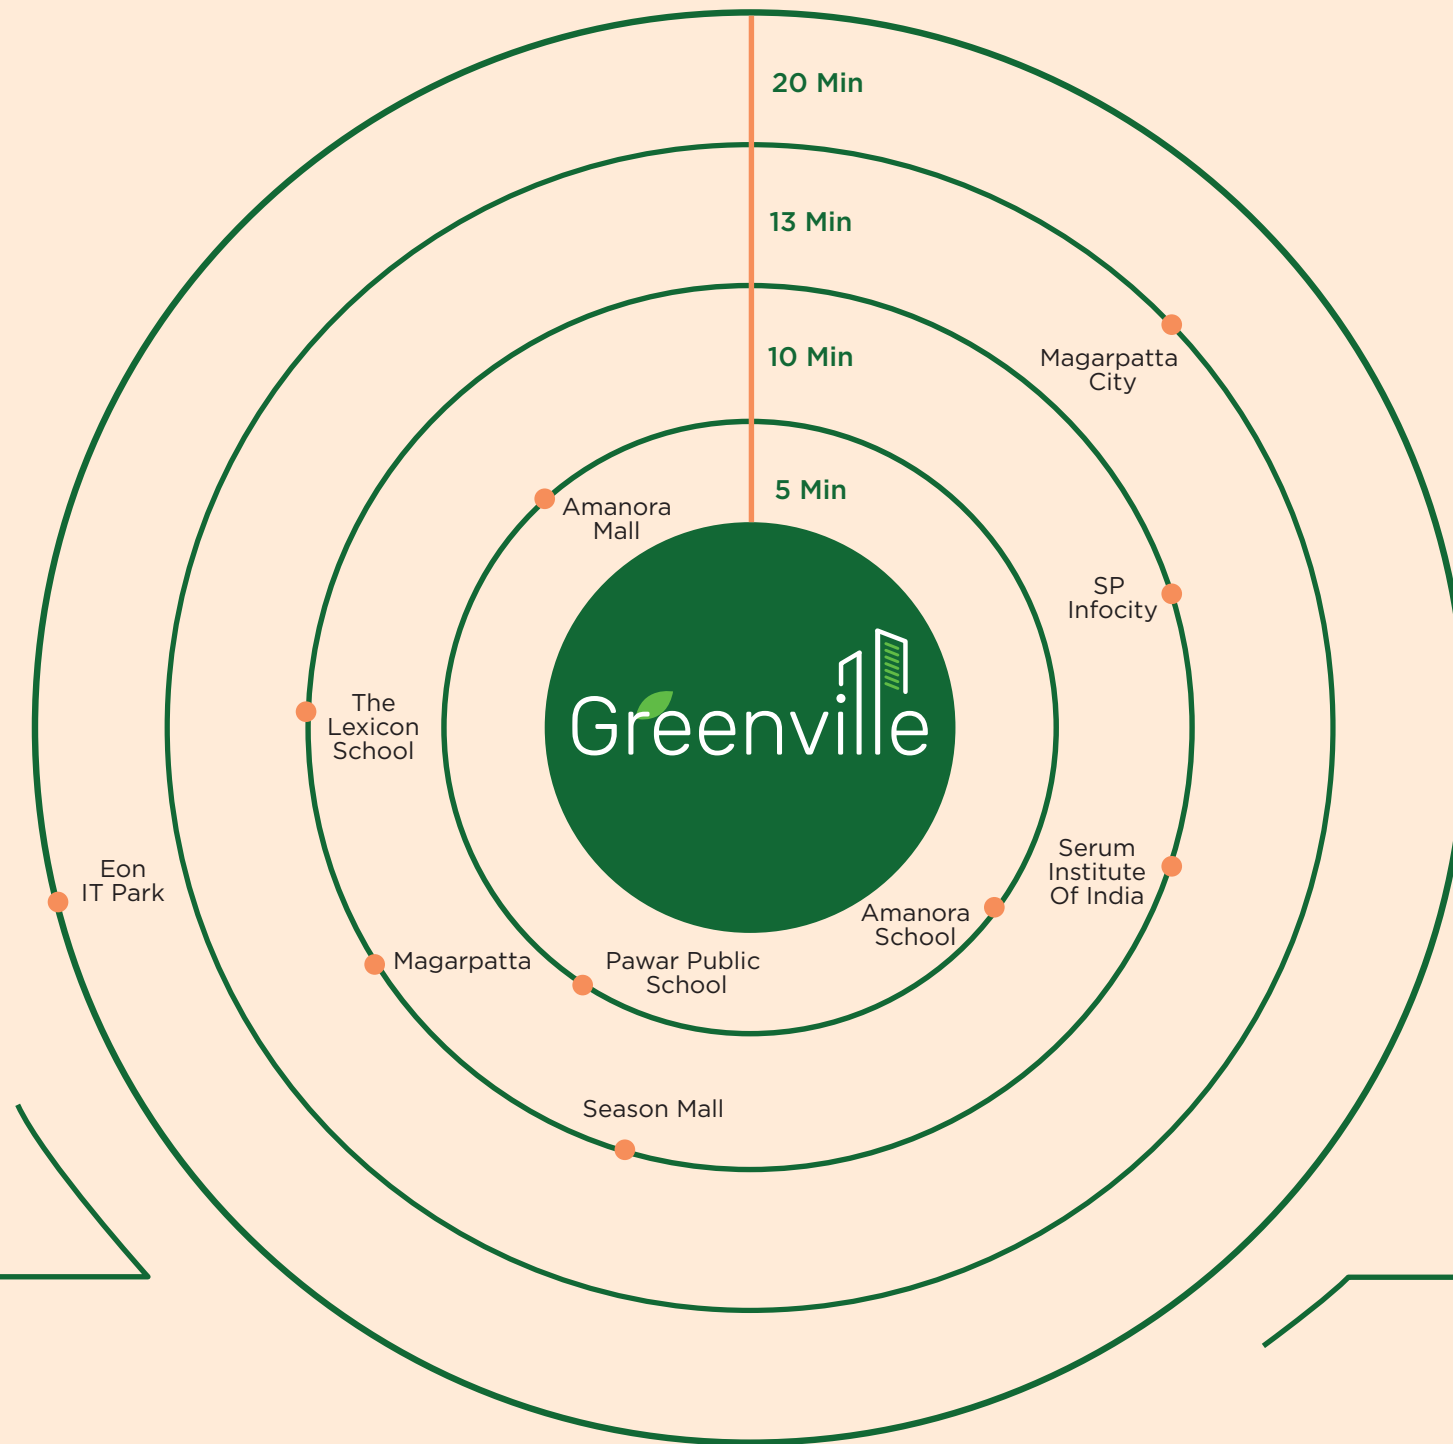 20 Min
13 Min
10 Min
5 Min
Magarpatta
City
Amanora
Mall
SP
Infocity
Greenville
The
Lexicon
School
Serum
Institute
Of India
Eon
IT Park
Amanora
School
Magarpatta
Pawar Public
School
Season Mall